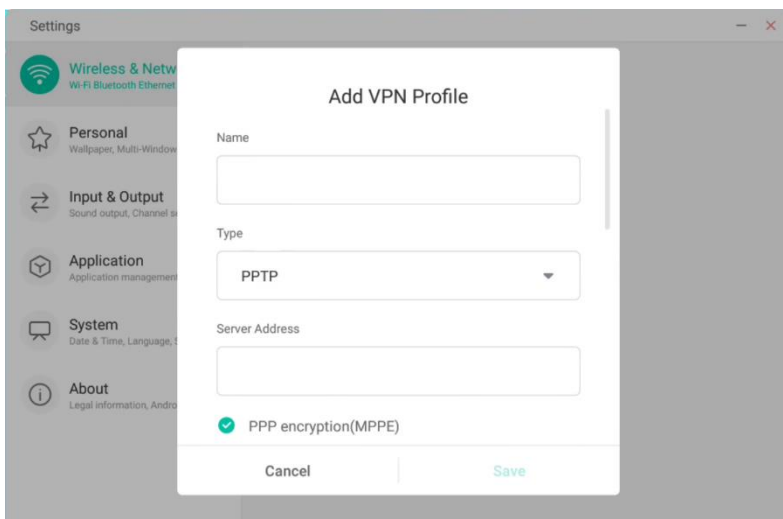 Settings
Wireless & Netw
Wi-Fi Bluetooth Ethernet
Personal
Wallpaper, Multi-Window
Input & Output
Sound output, Channel s
Application
Application management
System
Date & Time, Language, S
About
Legal information, Andro
Add VPN Profile
Name
Type
PPTP
Server Address
PPP encryption(MPPE)
Cancel
Save